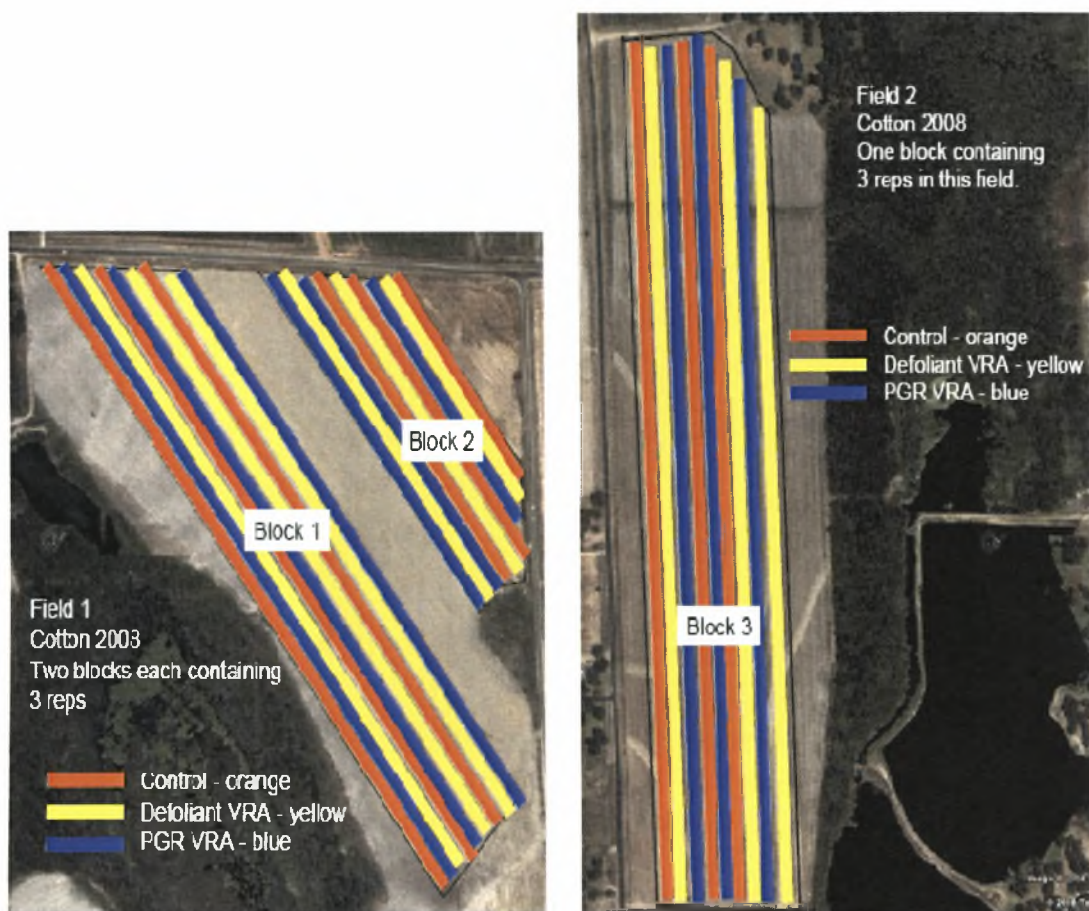 Block 2
Block 1
Field 1
Cotton 2008
Two blocks each containing
3 reps
Control - orange
Defoliant VRA - yellow
PGR VRA - blue
Field 2
Cotton 2008
One block containing
3 reps in this field.
Control - orange
Defoliant VRA - yellow
PGR VRA - blue
Block 3